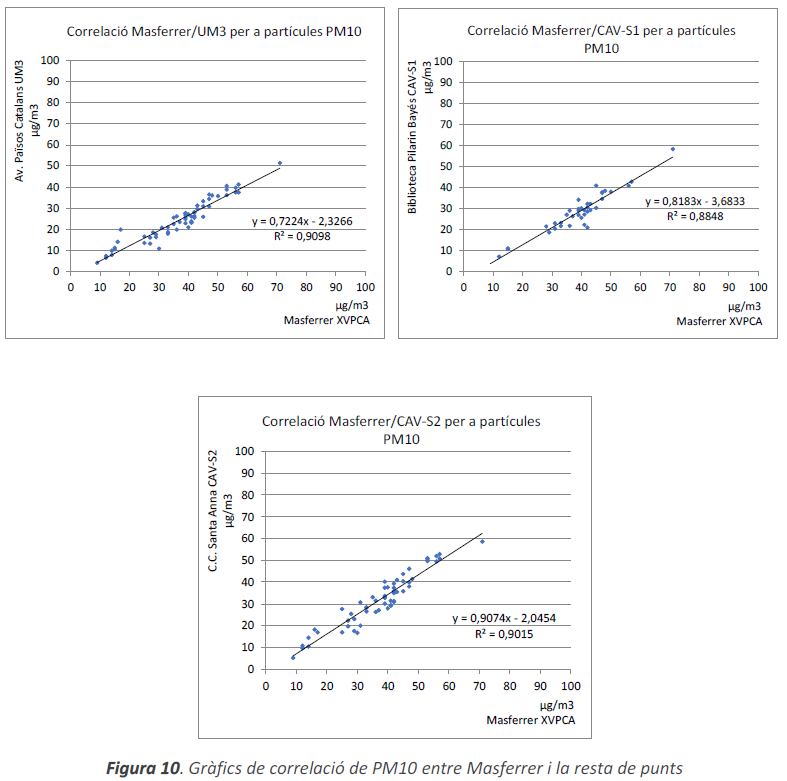 Correlació Masferrer/UM3 per a partícules PM10
Av. Països Catalans UM3
µg/m3
100
90
80
70
60
50
40
30
20
10
0
y = 0,7224x - 2,3266
R² = 0,9098
0 10 20 30 40 50 60 70 80 90 100
µg/m3
Masferrer XVPCA
Correlació Masferrer/CAV-S1 per a partícules
PM10
Biblioteca Pilarin Bayés CAV-S1
µg/m3
100
90
80
70
60
50
40
30
20
10
0
y = 0,8183x - 3,6833
R² = 0,8848
0 10 20 30 40 50 60 70 80 90 100
µg/m3
Masferrer XVPCA
Correlació Masferrer/CAV-S2 per a partícules
PM10
C.C. Santa Anna CAV-S2
µg/m3
100
90
80
70
60
50
40
30
20
10
0
y = 0,9074x - 2,0454
R² = 0,9015
0 10 20 30 40 50 60 70 80 90 100
µg/m3
Masferrer XVPCA
Figura 10. Gràfics de correlació de PM10 entre Masferrer i la resta de punts